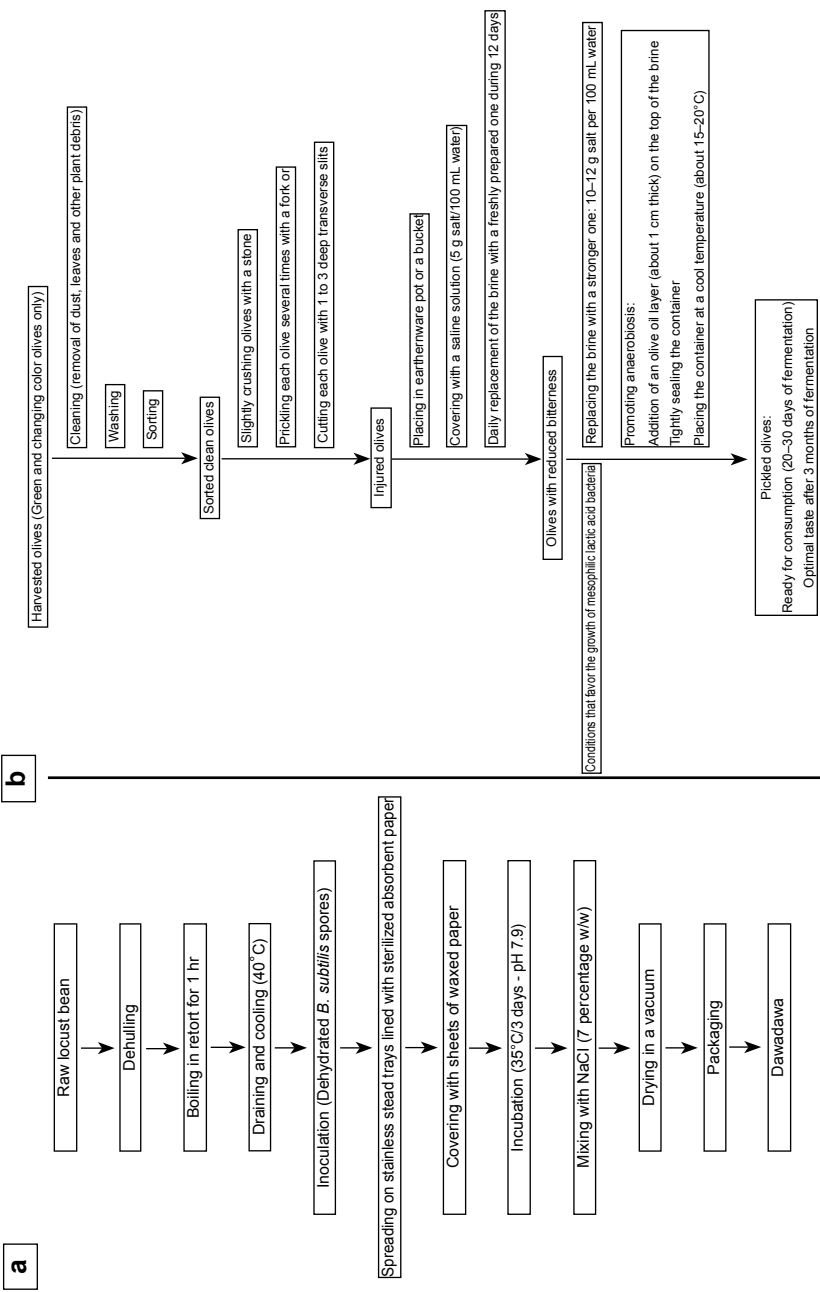 a
Raw locust bean
Dehulling
Boiling in retort for 1 hr
Draining and cooling (40°C)
Inoculation (Dehydrated B. subtilis spores)
Spreading on stainless stead trays lined with sterilized absorbent paper
Covering with sheets of waxed paper
Incubation (35°C/3 days - pH 7.9)
Mixing with NaCl (7 percentage w/w)
Drying in a vacuum
Packaging
Dawadawa
b
Harvested olives (Green and changing color olives only)
Cleaning (removal of dust, leaves and other plant debris)
Washing
Sorting
Sorted clean olives
Slightly crushing olives with a stone
Prickling each olive several times with a fork or
Cutting each olive with 1 to 3 deep transverse slits
Injured olives
Placing in earthernware pot or a bucket
Covering with a saline solution (5 g salt/100 mL water)
Daily replacement of the brine with a freshly prepared one during 12 days
Olives with reduced bitterness
Conditions that favor the growth of mesophilic lactic acid bacteria
Replacing the brine with a stronger one: 10–12 g salt per 100 mL water
Promoting anaerobiosis:
Addition of an olive oil layer (about 1 cm thick) on the top of the brine
Tightly sealing the container
Placing the container at a cool temperature (about 15–20°C)
Pickled olives:
Ready for consumption (20–30 days of fermentation)
Optimal taste after 3 months of fermentation